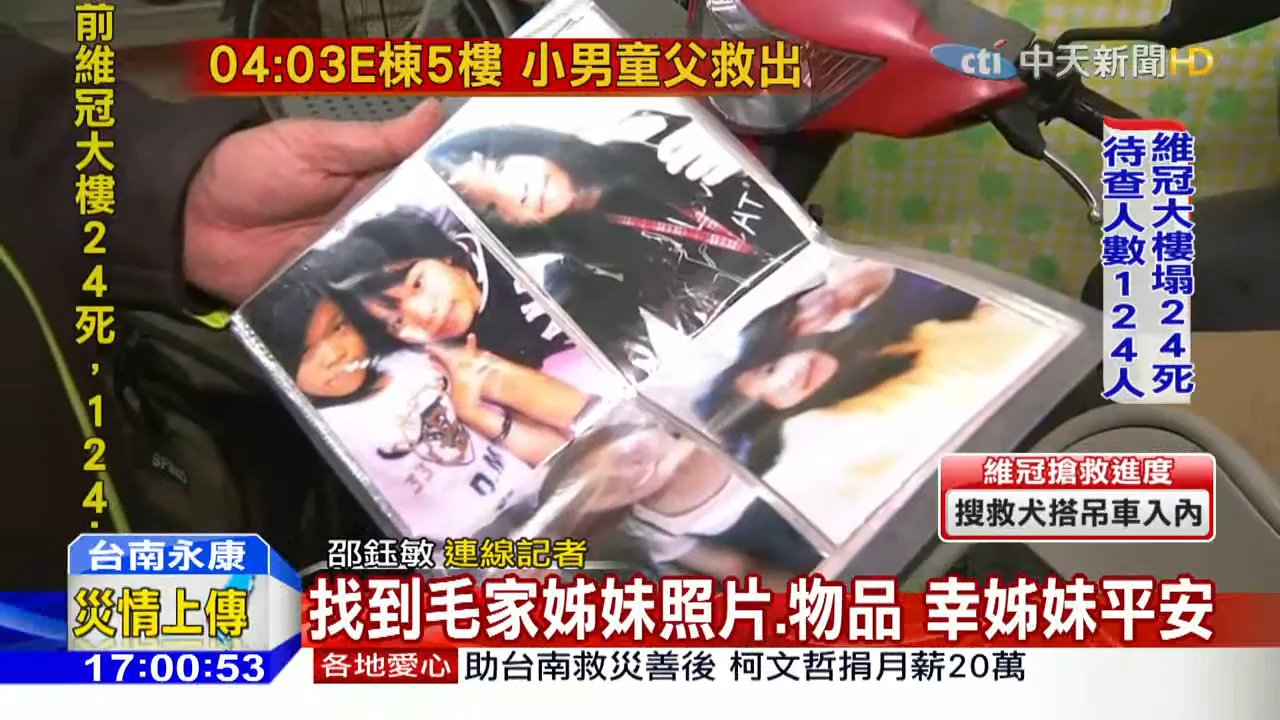 04:03E棟5樓 小男童父救出
cti 中天新聞HD
前維冠大樓24死,124
維冠大樓塌24死
待查人數124人
維冠搶救進度
搜救犬搭吊車入內
邵鈺敏 連線記者
台南永康
災情上傳
找到毛家姊妹照片.物品 幸姊妹平安
17:00:53
各地愛心 助台南救災善後 柯文哲捐月薪20萬